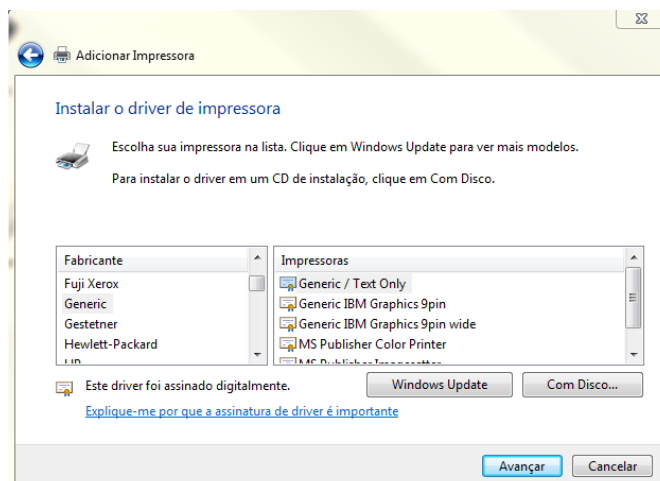 Adicionar Impressora
Instalar o driver de impressora
Escolha sua impressora na lista. Clique em Windows Update para ver mais modelos.
Para instalar o driver em um CD de instalação, clique em Com Disco.
Fabricante
Fuji Xerox
Generic
Gestetner
Hewlett-Packard
Impressoras
Generic / Text Only
Generic IBM Graphics 9pin
Generic IBM Graphics 9pin wide
MS Publisher Color Printer
Este driver foi assinado digitalmente.
Windows Update
Com Disco...
Explique-me por que a assinatura de driver é importante
Avançar
Cancelar